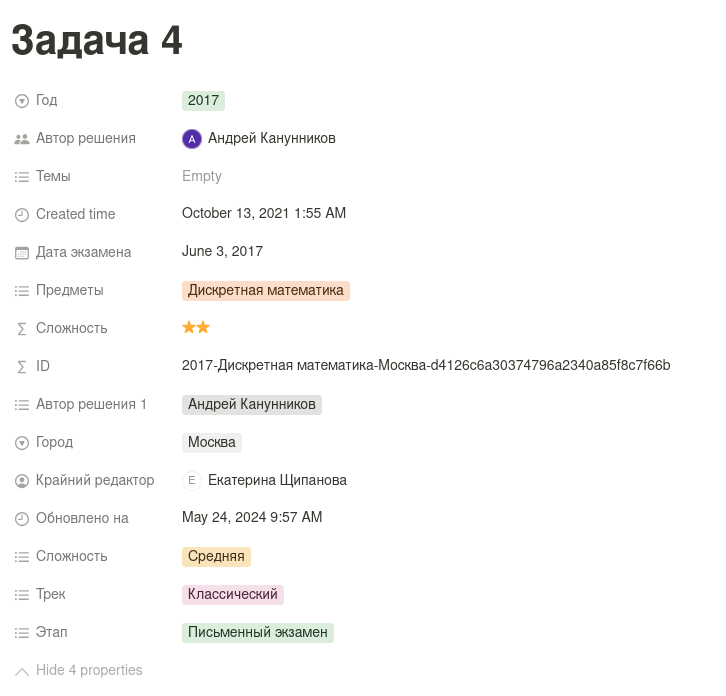 Задача 4
Год 2017
Автор решения А Андрей Канунников
Темы Empty
Created time October 13, 2021 1:55 AM
Дата экзамена June 3, 2017
Предметы Дискретная математика
Сложность
ID 2017-Дискретная математика-Москва-d4126c6a30374796a2340a85f8c7f66b
Автор решения 1 Андрей Канунников
Город Москва
Крайний редактор E Екатерина Щипанова
Обновлено на May 24, 2024 9:57 AM
Сложность Средняя
Трек Классический
Этап Письменный экзамен
Hide 4 properties